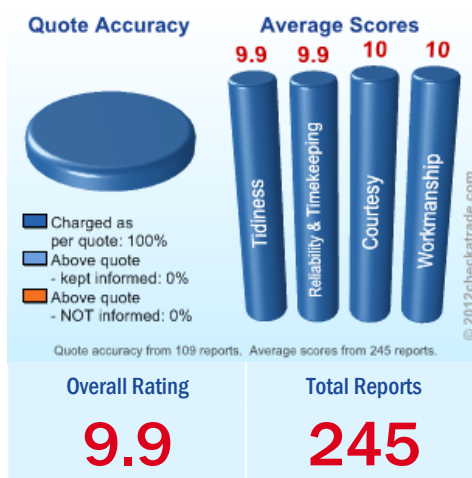 Quote Accuracy
Average Scores
9.9
9.9
10
10
Tidiness
Reliability & Timekeeping
Courtesy
Workmanship
Charged as
per quote: 100%
Above quote
- kept informed: 0%
Above quote
- NOT informed: 0%
© 2012checkatrade.com
Quote accuracy from 109 reports. Average scores from 245 reports.
Overall Rating
9.9
Total Reports
245